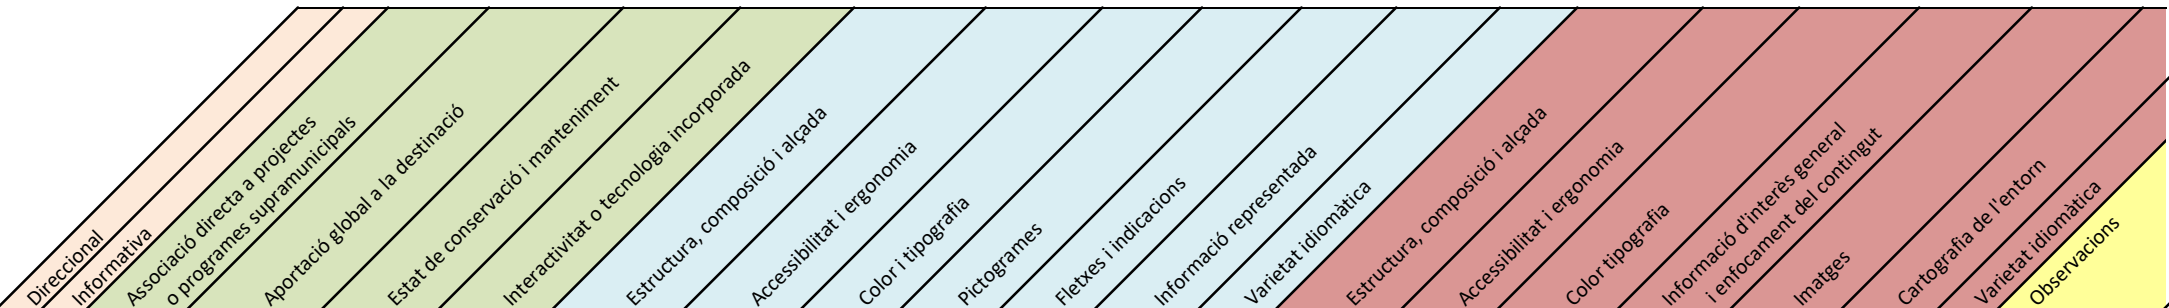 Direccional
Informativa
Associació directa a projectes
o programes supramunicipals
Aportació global a la destinació
Estat de conservació i manteniment
Interactivitat o tecnologia incorporada
Estructura, composició i alçada
Accessibilitat i ergonomia
Color i tipografia
Pictogrames
Fletxes i indicacions
Informació representada
Varietat idiomàtica
Estructura, composició i alçada
Accessibilitat i ergonomia
Color tipografia
Informació d'interès general
i enfocament del contingut
Imatges
Cartografia de l'entorn
Varietat idiomàtica
Observacions